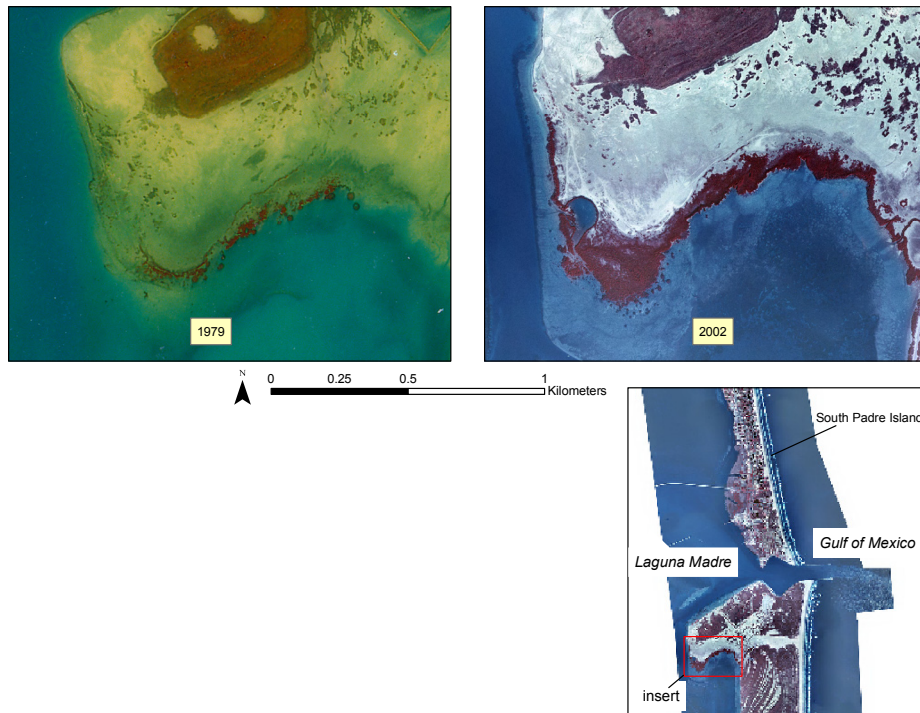 1979
2002
N
0 0.25 0.5 1
Kilometers
South Padre Island
Gulf of Mexico
Laguna Madre
insert